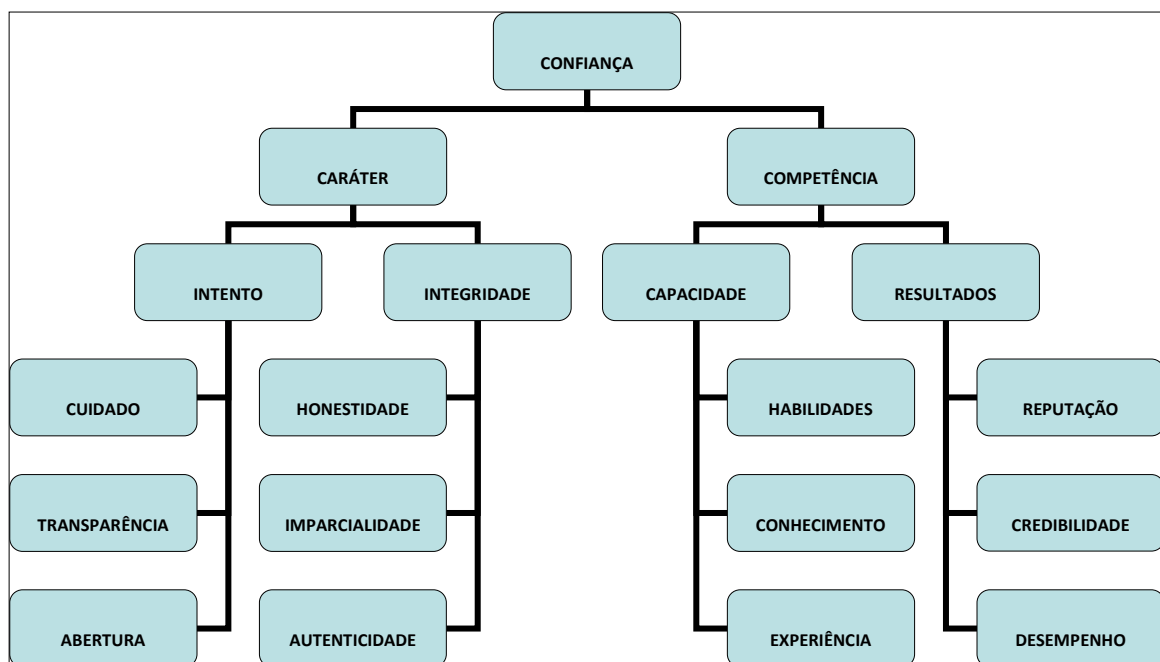 CONFIANÇA
CARÁTER
COMPETÊNCIA
INTENTO
INTEGRIDADE
CAPACIDADE
RESULTADOS
CUIDADO
HONESTIDADE
HABILIDADES
REPUTAÇÃO
TRANSPARÊNCIA
IMPARCIALIDADE
CONHECIMENTO
CREDIBILIDADE
ABERTURA
AUTENTICIDADE
EXPERIÊNCIA
DESEMPENHO